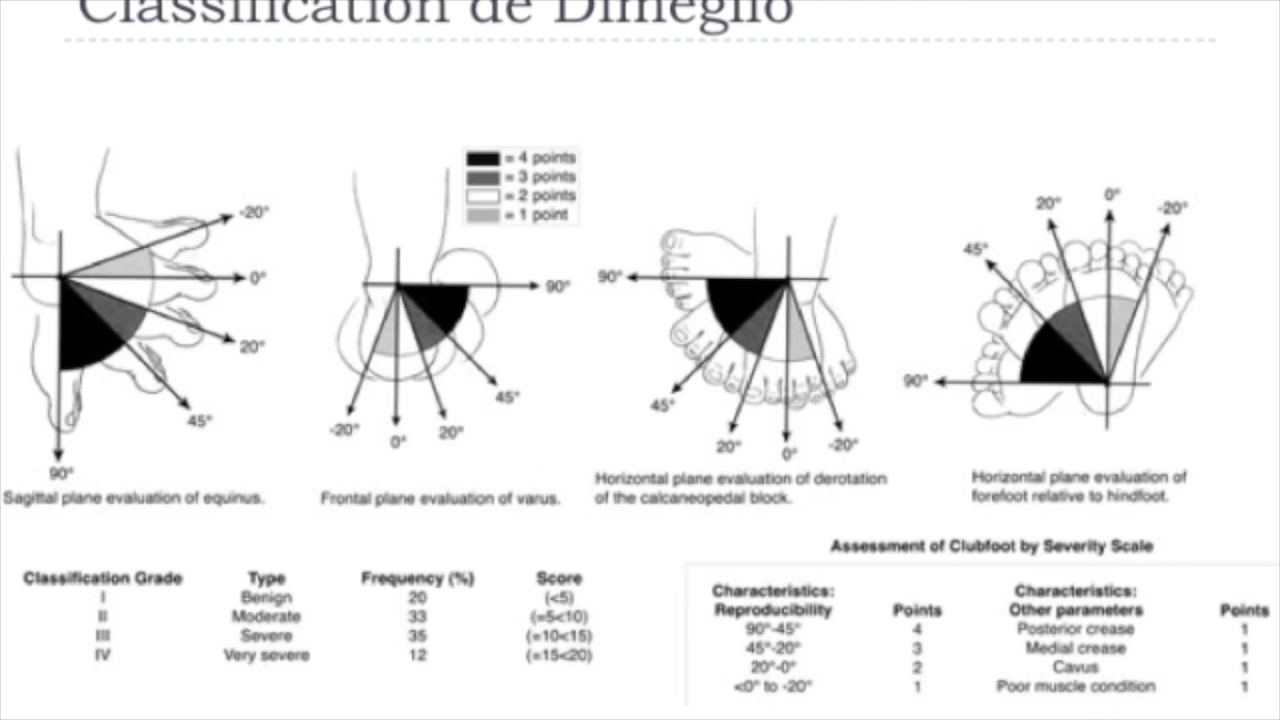 Classification de Dimeglio
= 4 points
= 3 points
= 2 points
= 1 point
-20°
0°
20°
45°
90°
Sagittal plane evaluation of equinus.
90°
45°
20°
0°
-20°
Frontal plane evaluation of varus.
90°
45°
20°
0°
-20°
Horizontal plane evaluation of derotation
of the calcaneopedal block.
90°
45°
20°
0°
-20°
Horizontal plane evaluation of
forefoot relative to hindfoot.
Classification Grade Type Frequency (%) Score
I Benign 20 (<5)
II Moderate 33 (=5<10)
III Severe 35 (=10<15)
IV Very severe 12 (=15<20)
Assessment of Clubfoot by Severity Scale
Characteristics: Characteristics:
Reproducibility Points Other parameters Points
90°-45° 4 Posterior crease 1
45°-20° 3 Medial crease 1
20°-0° 2 Cavus 1
<0° to -20° 1 Poor muscle condition 1